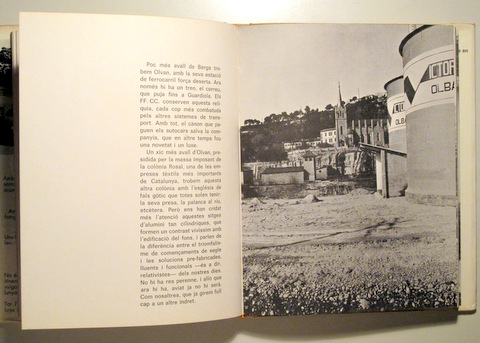 Poc més avall de Berga tro-
bem Olvan, amb la seva estació
de ferrocarril força deserta. Ara
només hi ha un tren, el correu,
que puja fins a Guardiola. Els
FF. CC. conserven aquesta relí-
quia, cada cop més combatuda
pels altres sistemes de trans-
port. Amb tot, el cànon que pa-
guen els autocars salva la com-
panyia, que en altre temps fou
una novetat i un luxe.
Un xic més avall d'Olvan, pre-
sidida per la massa imposant de
la colònia Rosal, una de les em-
preses tèxtils més importants
de Catalunya, trobem aquesta
altra colònia amb l'església de
fals gòtic que totes solen tenir:
la seva presa, la palanca al riu,
etcètera. Però ens han cridat
més l'atenció aquestes sitges
d'alumini tan cilíndriques, que
formen un contrast vivíssim amb
l'edificació del fons. I parlen de
la diferència entre el triomfalis-
me de començaments de segle
i les solucions pre-fabricades,
lluents i funcionals —és a dir,
relativistes— dels nostres dies.
No hi ha res perenne, i allò que
ara hi ha, aviat ja no hi serà.
Com nosaltres, que ja girem full
cap a un altre indret.
OLBA